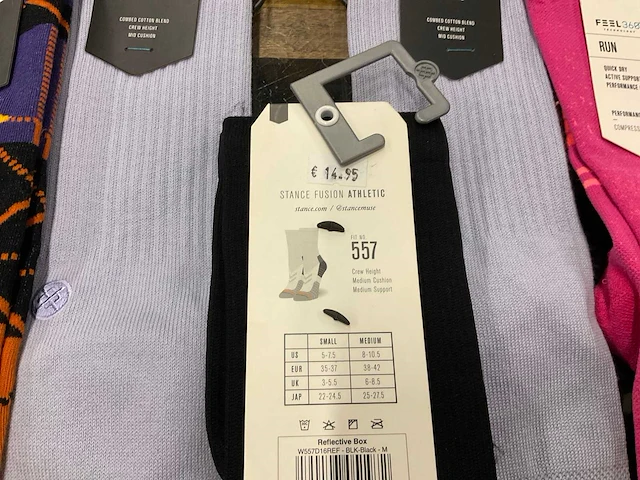 COMBED COTTON BLEND
CREW HEIGHT
MID CUSHION
COMBED COTTON BLEND
CREW HEIGHT
MID CUSHION
FEEL360
RUN
QUICK DRY
ACTIVE SUPPORT
PERFORMANCE
COMPRESS
€ 14.95
STANCE FUSION ATHLETIC
stance.com / @stancemuse
FIT NO.
557
Crew Height
Medium Cushion
Medium Support
SMALL MEDIUM
US 5-7.5 8-10.5
EUR 35-37 38-42
UK 3-5.5 6-8.5
JAP 22-24.5 25-27.5
Reflective Box
W557D16REF - BLK-Black - M